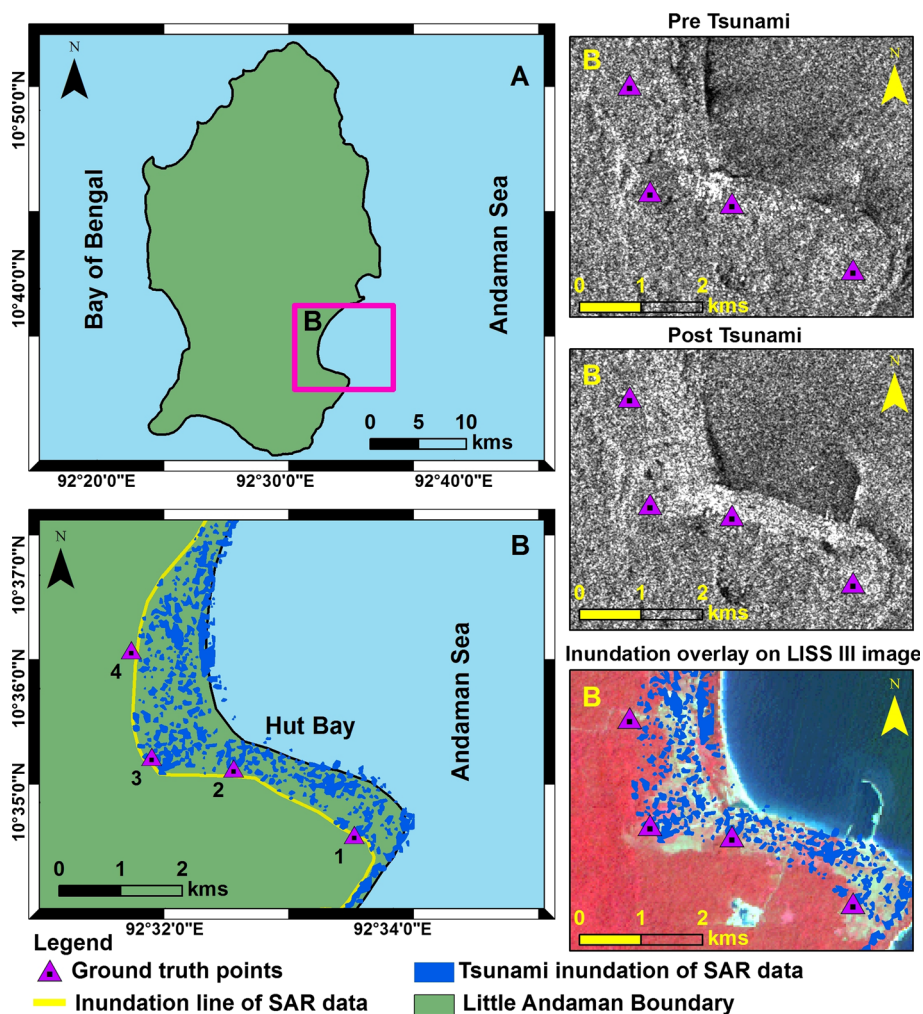 Pre Tsunami
N
A
10°50'0"N
10°40'0"N
Bay of Bengal
Andaman Sea
B
0 5 10
kms
92°20'0"E 92°30'0"E 92°40'0"E
B
N
0 1 2
kms
Post Tsunami
B
N
0 1 2
kms
N
B
10°37'0"N
10°36'0"N
10°35'0"N
4
3
2
1
Hut Bay
Andaman Sea
0 1 2
kms
92°32'0"E 92°34'0"E
Inundation overlay on LISS III image
B
N
0 1 2
kms
Legend
Ground truth points
Tsunami inundation of SAR data
Inundation line of SAR data
Little Andaman Boundary